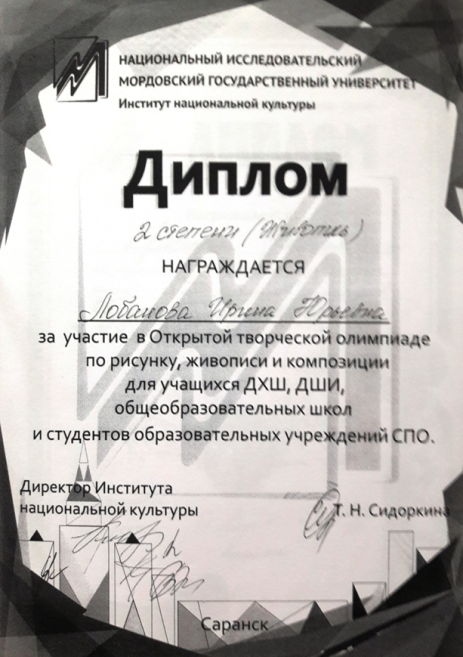 НАЦИОНАЛЬНЫЙ ИССЛЕДОВАТЕЛЬСКИЙ
МОРДОВСКИЙ ГОСУДАРСТВЕННЫЙ УНИВЕРСИТЕТ
Институт национальной культуры
Диплом
2 степени (Живопись)
НАГРАЖДАЕТСЯ
Лобанова Ирина Юрьевна
за участие в Открытой творческой олимпиаде
по рисунку, живописи и композиции
для учащихся ДХШ, ДШИ,
общеобразовательных школ
и студентов образовательных учреждений СПО.
Директор Института
национальной культуры
Т. Н. Сидоркина
Саранск